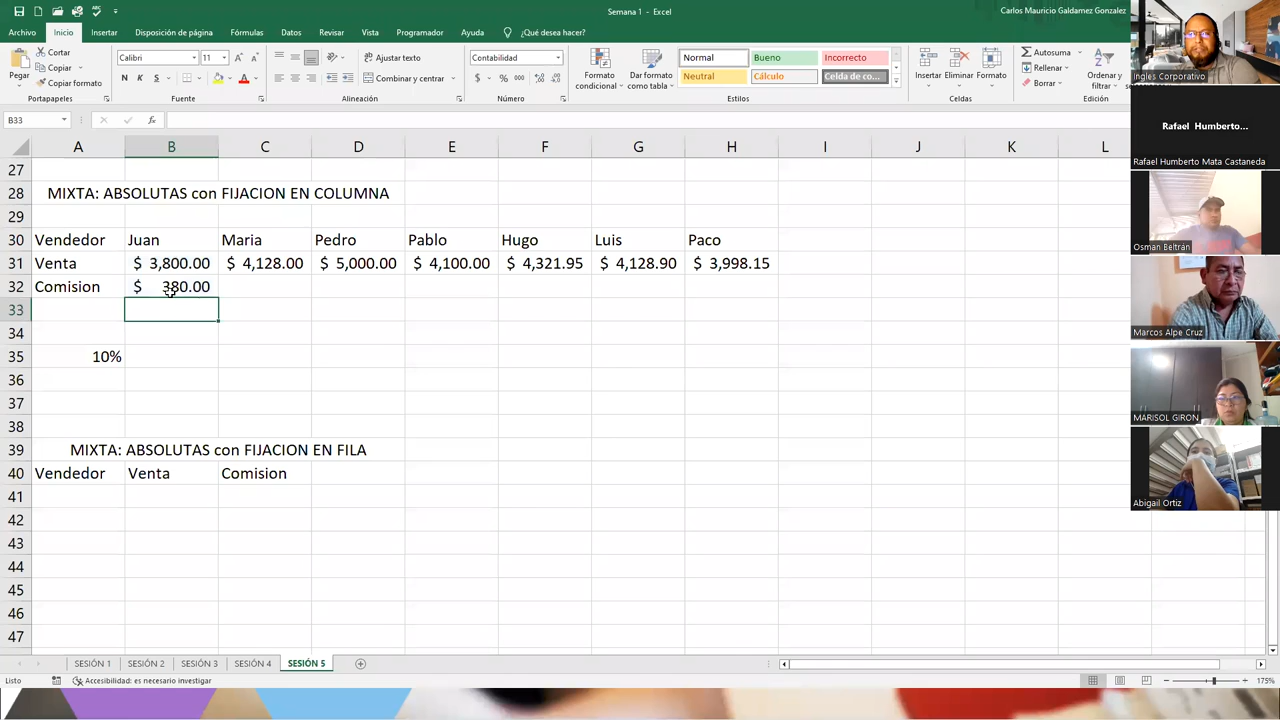 Semana 1 - Excel
Carlos Mauricio Galdamez Gonzalez
Archivo Inicio Insertar Disposición de página Fórmulas Datos Revisar Vista Programador Ayuda ¿Qué desea hacer?
Pegar
Cortar
Copiar
Copiar formato
Portapapeles
Calibri 11
N K S
Fuente
Ajustar texto
Combinar y centrar
Alineación
Contabilidad
$ % 000
Número
Formato condicional
Dar formato como tabla
Normal Bueno Incorrecto
Neutral Cálculo Celda de co...
Estilos
Insertar Eliminar Formato
Celdas
Autosuma
Rellenar
Borrar
Ordenar y filtrar
Edición
B33 fx
A B C D E F G H I J K L
27
28 MIXTA: ABSOLUTAS con FIJACION EN COLUMNA
29
30 Vendedor Juan Maria Pedro Pablo Hugo Luis Paco
31 Venta $ 3,800.00 $ 4,128.00 $ 5,000.00 $ 4,100.00 $ 4,321.95 $ 4,128.90 $ 3,998.15
32 Comision $ 380.00
33
34
35 10%
36
37
38
39 MIXTA: ABSOLUTAS con FIJACION EN FILA
40 Vendedor Venta Comision
41
42
43
44
45
46
47
SESIÓN 1 SESIÓN 2 SESIÓN 3 SESIÓN 4 SESIÓN 5
Listo Accesibilidad: es necesario investigar 175%
Ingles Corporativo
Rafael Humberto...
Rafael Humberto Mata Castaneda
Osmán Beltrán
Marcos Alpe Cruz
MARISOL GIRON
Abigail Ortiz